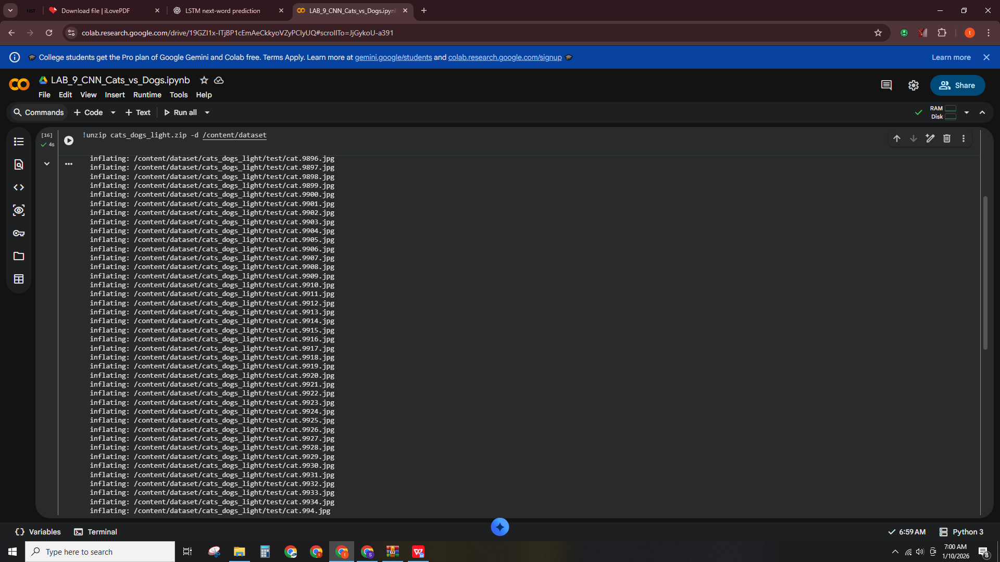 NIST
Download file | iLovePDF
LSTM next-word prediction
LAB_9_CNN_Cats_vs_Dogs.ipyn
colab.research.google.com/drive/19GZI1x-ITjBP1cEmAeCkkyoVZyPCIyUQ#scrollTo=JjGykoU-a391
t
College students get the Pro plan of Google Gemini and Colab free. Terms Apply. Learn more at gemini.google/students and colab.research.google.com/signup
Learn more
LAB_9_CNN_Cats_vs_Dogs.ipynb
File Edit View Insert Runtime Tools Help
Share
Commands + Code + Text Run all
RAM
Disk
[16]
4s
!unzip cats_dogs_light.zip -d /content/dataset
inflating: /content/dataset/cats_dogs_light/test/cat.9896.jpg
inflating: /content/dataset/cats_dogs_light/test/cat.9897.jpg
inflating: /content/dataset/cats_dogs_light/test/cat.9898.jpg
inflating: /content/dataset/cats_dogs_light/test/cat.9899.jpg
inflating: /content/dataset/cats_dogs_light/test/cat.9900.jpg
inflating: /content/dataset/cats_dogs_light/test/cat.9901.jpg
inflating: /content/dataset/cats_dogs_light/test/cat.9902.jpg
inflating: /content/dataset/cats_dogs_light/test/cat.9903.jpg
inflating: /content/dataset/cats_dogs_light/test/cat.9904.jpg
inflating: /content/dataset/cats_dogs_light/test/cat.9905.jpg
inflating: /content/dataset/cats_dogs_light/test/cat.9906.jpg
inflating: /content/dataset/cats_dogs_light/test/cat.9907.jpg
inflating: /content/dataset/cats_dogs_light/test/cat.9908.jpg
inflating: /content/dataset/cats_dogs_light/test/cat.9909.jpg
inflating: /content/dataset/cats_dogs_light/test/cat.9910.jpg
inflating: /content/dataset/cats_dogs_light/test/cat.9911.jpg
inflating: /content/dataset/cats_dogs_light/test/cat.9912.jpg
inflating: /content/dataset/cats_dogs_light/test/cat.9913.jpg
inflating: /content/dataset/cats_dogs_light/test/cat.9914.jpg
inflating: /content/dataset/cats_dogs_light/test/cat.9915.jpg
inflating: /content/dataset/cats_dogs_light/test/cat.9916.jpg
inflating: /content/dataset/cats_dogs_light/test/cat.9917.jpg
inflating: /content/dataset/cats_dogs_light/test/cat.9918.jpg
inflating: /content/dataset/cats_dogs_light/test/cat.9919.jpg
inflating: /content/dataset/cats_dogs_light/test/cat.9920.jpg
inflating: /content/dataset/cats_dogs_light/test/cat.9921.jpg
inflating: /content/dataset/cats_dogs_light/test/cat.9922.jpg
inflating: /content/dataset/cats_dogs_light/test/cat.9923.jpg
inflating: /content/dataset/cats_dogs_light/test/cat.9924.jpg
inflating: /content/dataset/cats_dogs_light/test/cat.9925.jpg
inflating: /content/dataset/cats_dogs_light/test/cat.9926.jpg
inflating: /content/dataset/cats_dogs_light/test/cat.9927.jpg
inflating: /content/dataset/cats_dogs_light/test/cat.9928.jpg
inflating: /content/dataset/cats_dogs_light/test/cat.9929.jpg
inflating: /content/dataset/cats_dogs_light/test/cat.9930.jpg
inflating: /content/dataset/cats_dogs_light/test/cat.9931.jpg
inflating: /content/dataset/cats_dogs_light/test/cat.9932.jpg
inflating: /content/dataset/cats_dogs_light/test/cat.9933.jpg
inflating: /content/dataset/cats_dogs_light/test/cat.9934.jpg
inflating: /content/dataset/cats_dogs_light/test/cat.994.jpg
Variables Terminal
6:59 AM Python 3
Type here to search
7:00 AM
1/10/2026
8